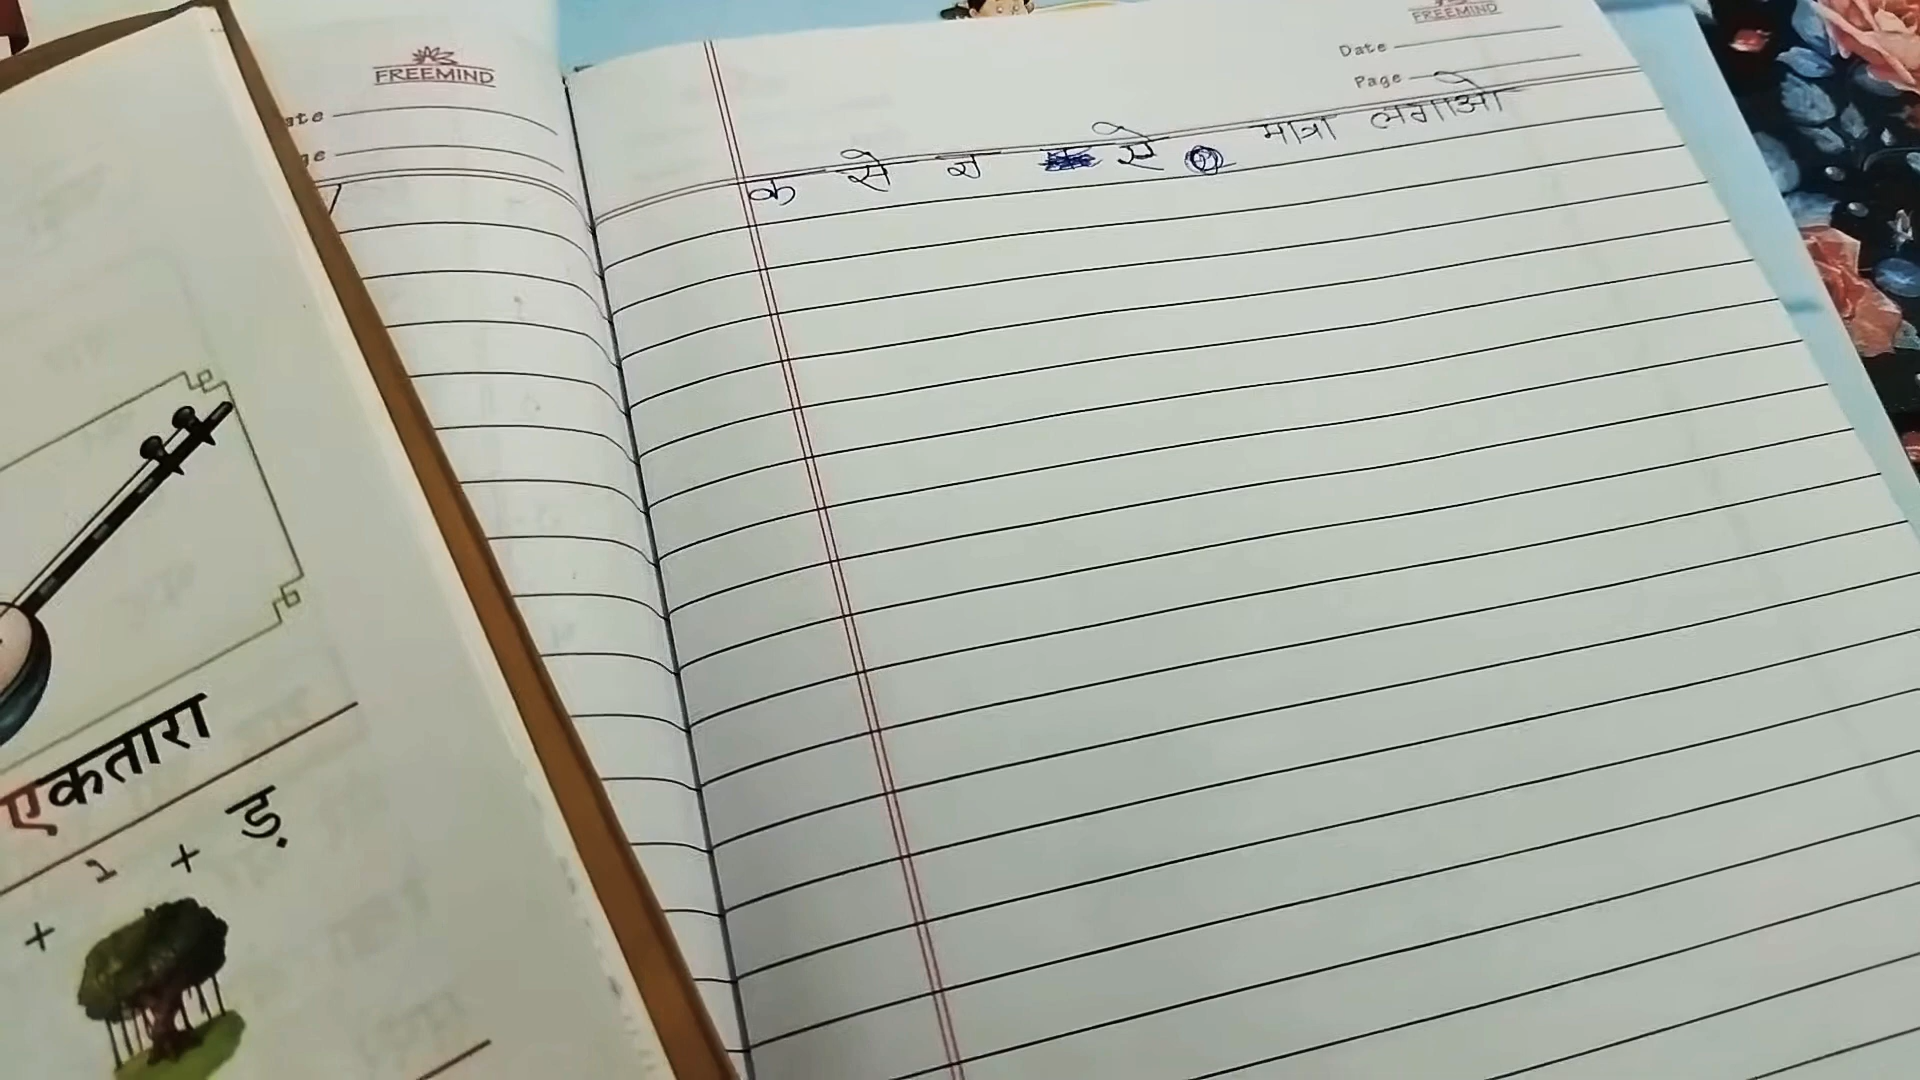 FREEMIND
ate
ge
FREEMIND
Date
Page
क से
से
मात्रा लगाओ
एकतारा
+ ड़
+